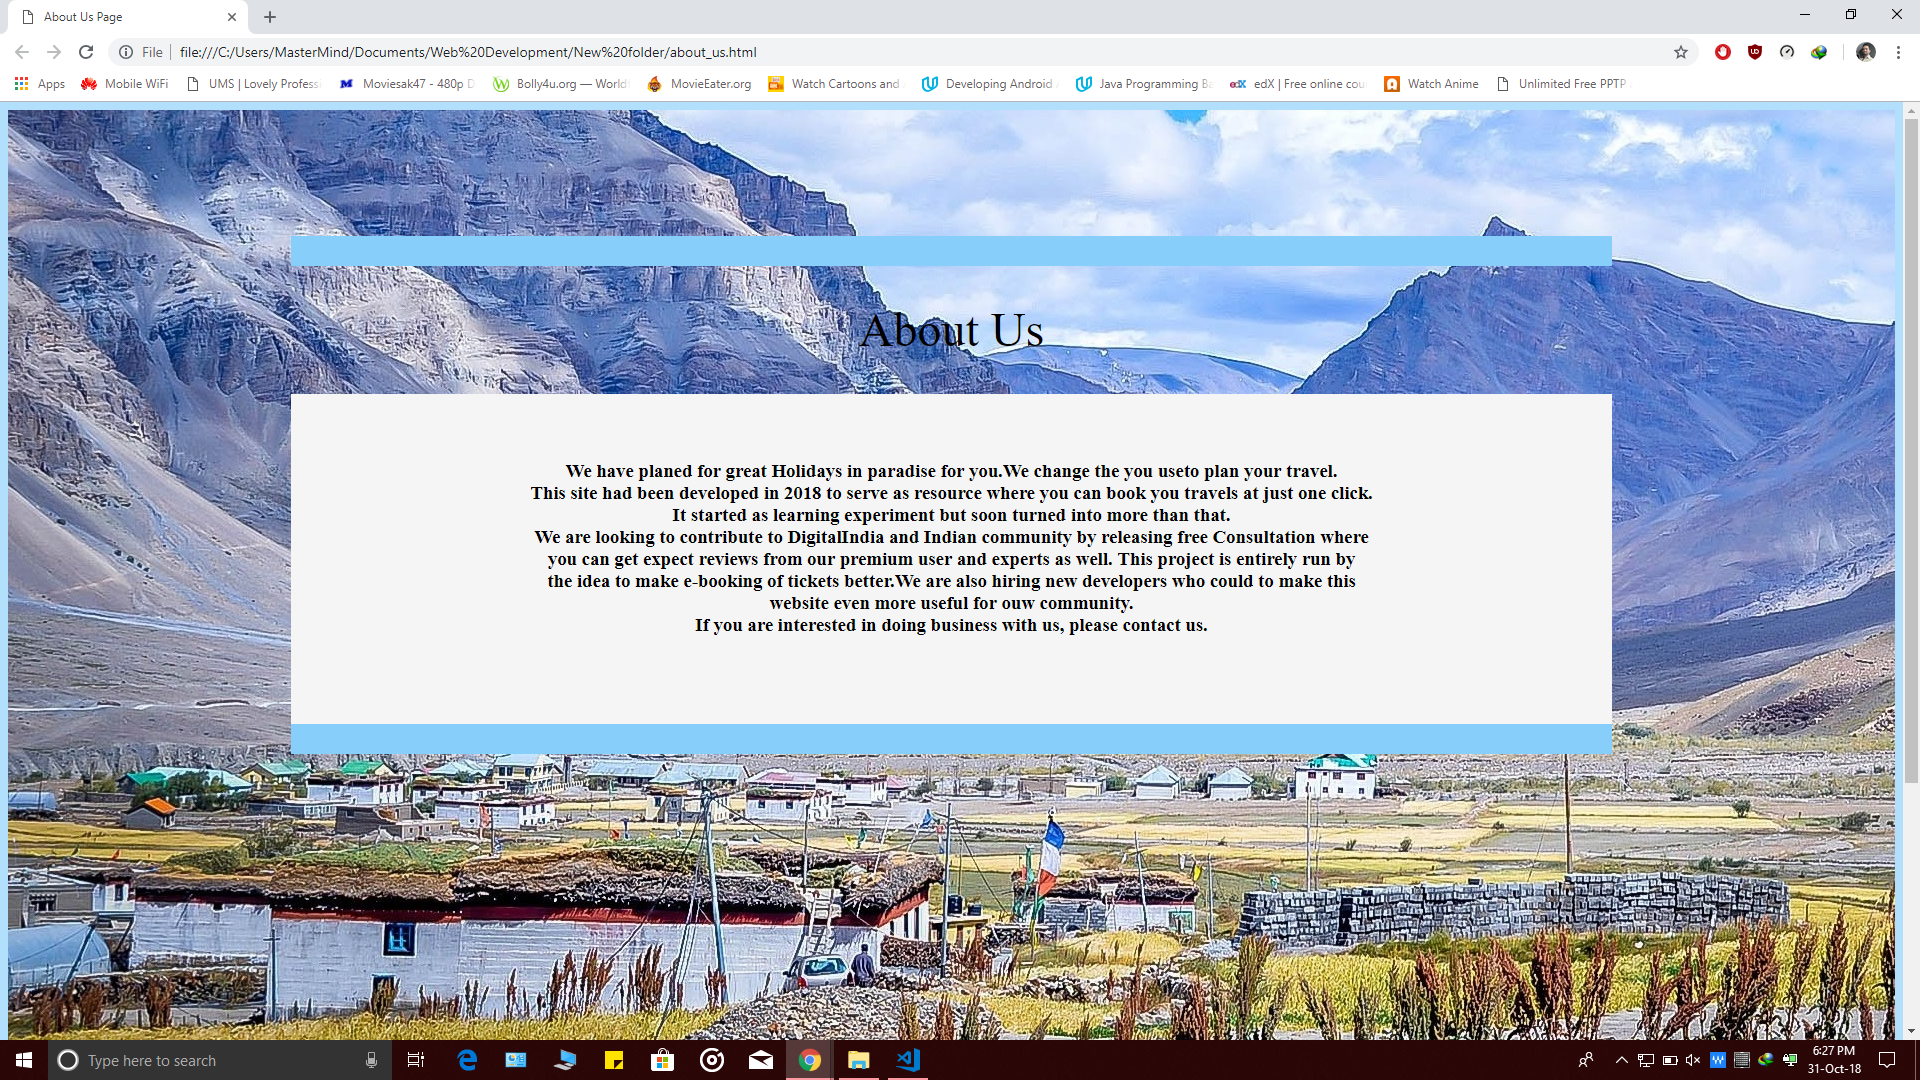 About Us Page
File
file:///C:/Users/MasterMind/Documents/Web%20Development/New%20folder/about_us.html
Apps
Mobile WiFi
UMS | Lovely Profess
Moviesak47 - 480p D
Bolly4u.org — World
MovieEater.org
Watch Cartoons and
Developing Android
Java Programming Ba
edX | Free online cou
Watch Anime
Unlimited Free PPTP
About Us
We have planed for great Holidays in paradise for you.We change the you useto plan your travel.
This site had been developed in 2018 to serve as resource where you can book you travels at just one click.
It started as learning experiment but soon turned into more than that.
We are looking to contribute to DigitalIndia and Indian community by releasing free Consultation where
you can get expect reviews from our premium user and experts as well. This project is entirely run by
the idea to make e-booking of tickets better.We are also hiring new developers who could to make this
website even more useful for ouw community.
If you are interested in doing business with us, please contact us.
Type here to search
6:27 PM
31-Oct-18